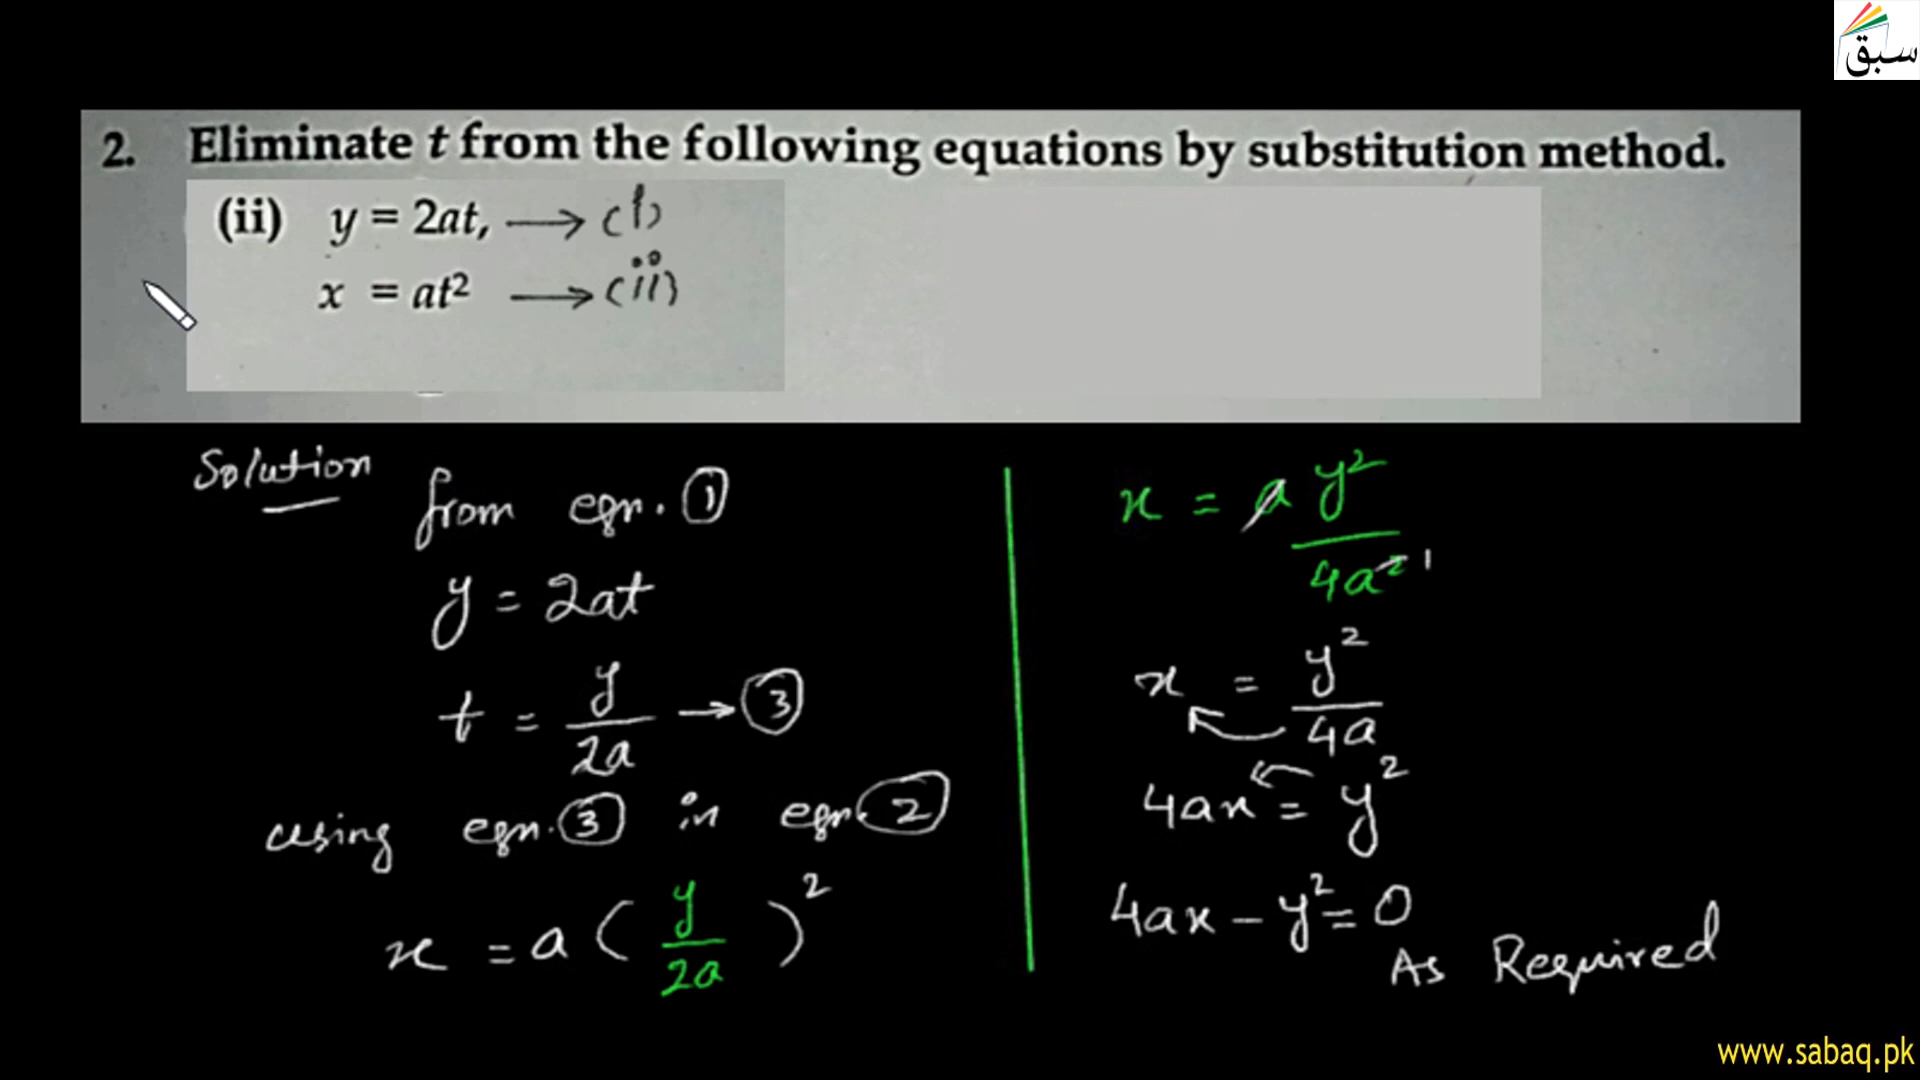 سبق
2. Eliminate t from the following equations by substitution method.
(ii) y = 2at, → (i)
x = at² → (ii)
Solution
from eqn. ①
y = 2at
t = y/2a → ③
using eqn. ③ in eqn ②
x = a ( y/2a )²
x = a y²/4a² 1
x = y²/4a
4ax = y²
4ax - y² = 0
As Required
www.sabaq.pk